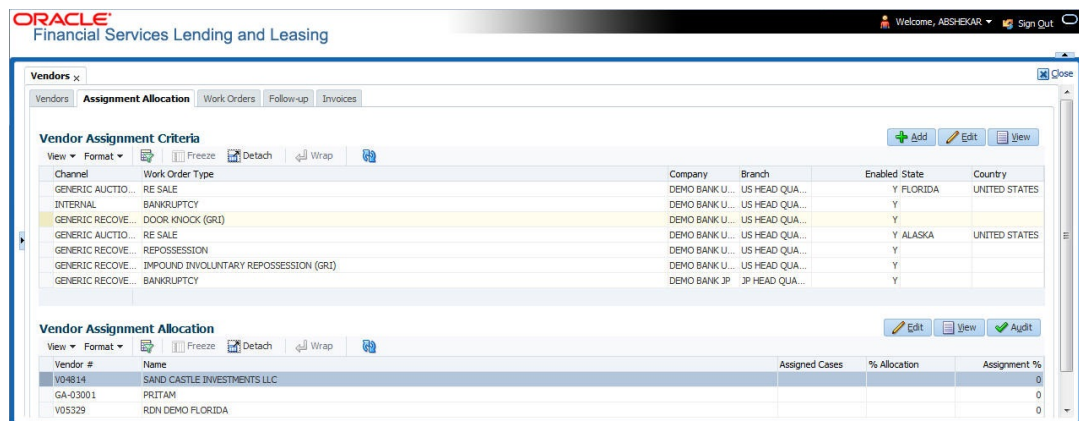 ORACLE®
Financial Services Lending and Leasing
Welcome, ABSHEKAR Sign Out
Vendors x
Close
Vendors Assignment Allocation Work Orders Follow-up Invoices
Vendor Assignment Criteria
Add Edit View
View Format Freeze Detach Wrap
Channel Work Order Type Company Branch Enabled State Country
GENERIC AUCTIO... RE SALE DEMO BANK U... US HEAD QUA... Y FLORIDA UNITED STATES
INTERNAL BANKRUPTCY DEMO BANK U... US HEAD QUA... Y
GENERIC RECOVE... DOOR KNOCK (GRI) DEMO BANK U... US HEAD QUA... Y
GENERIC AUCTIO... RE SALE DEMO BANK U... US HEAD QUA... Y ALASKA UNITED STATES
GENERIC RECOVE... REPOSSESSION DEMO BANK U... US HEAD QUA... Y
GENERIC RECOVE... IMPOUND INVOLUNTARY REPOSSESSION (GRI) DEMO BANK U... US HEAD QUA... Y
GENERIC RECOVE... BANKRUPTCY DEMO BANK JP JP HEAD QUA... Y
Vendor Assignment Allocation
Edit View Audit
View Format Freeze Detach Wrap
Vendor # Name Assigned Cases % Allocation Assignment %
V04814 SAND CASTLE INVESTMENTS LLC 0
GA-03001 PRITAM 0
V05329 RDN DEMO FLORIDA 0